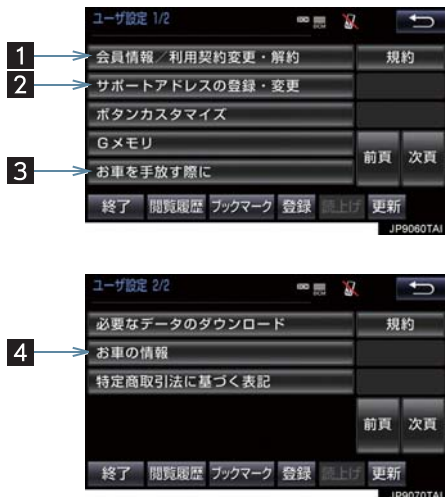 ユーザ設定 1/2
DCM
1 会員情報／利用契約変更・解約 規約
2 サポートアドレスの登録・変更
ボタンカスタマイズ
Gメモリ
前頁 次頁
3 お車を手放す際に
終了 閲覧履歴 ブックマーク 登録 読上げ 更新
JP9060TAI
ユーザ設定 2/2
DCM
必要なデータのダウンロード 規約
4 お車の情報
特定商取引法に基づく表記
前頁 次頁
終了 閲覧履歴 ブックマーク 登録 読上げ 更新
JP9070TAI